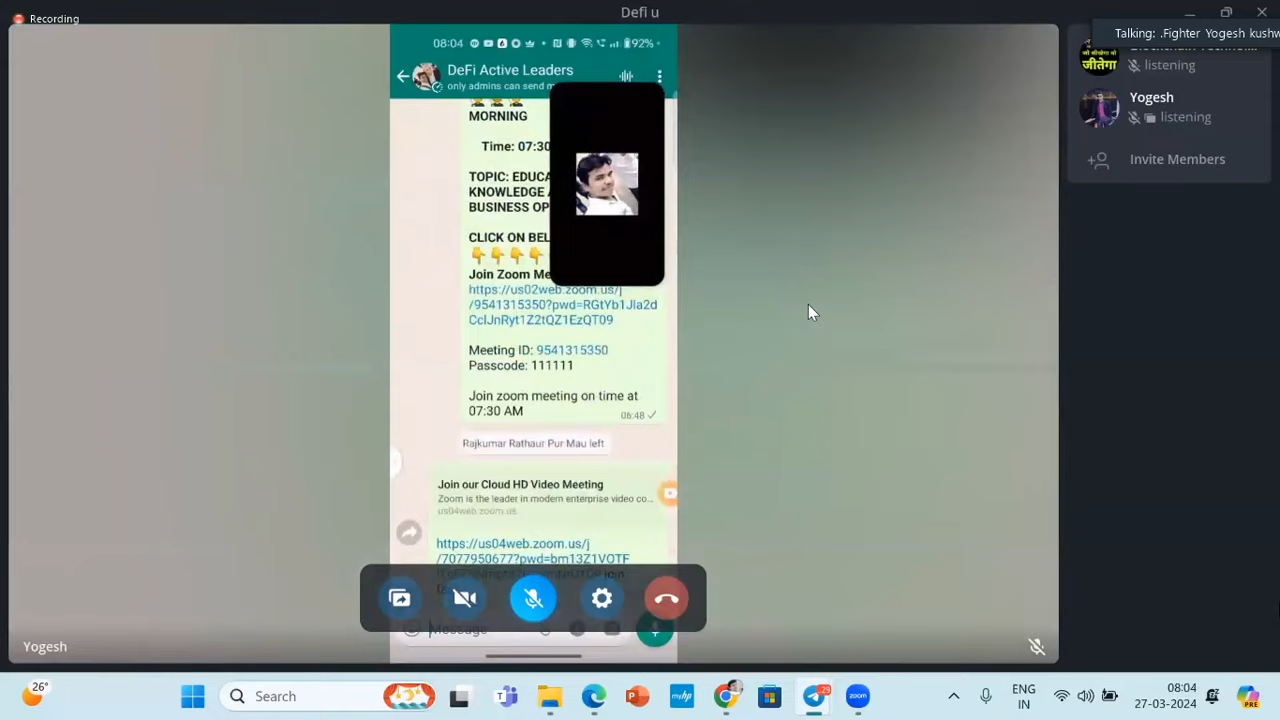 Recording
Defi u
Talking: .Fighter Yogesh kushw
जीतेगा
listening
Yogesh
listening
Invite Members
08:04
92%
DeFi Active Leaders
only admins can send m
MORNING
Time: 07:30
TOPIC: EDUCA
KNOWLEDGE
BUSINESS OP
CLICK ON BEL
👇👇👇👇
Join Zoom Me
https://us02web.zoom.us/j
/9541315350?pwd=RGtYb1Jla2d
CclJnRyt1Z2tQZ1EzQT09
Meeting ID: 9541315350
Passcode: 111111
Join zoom meeting on time at
07:30 AM
06:48
Rajkumar Rathaur Pur Mau left
Join our Cloud HD Video Meeting
Zoom is the leader in modern enterprise video co...
us04web.zoom.us
https://us04web.zoom.us/j
/7077950677?pwd=bm13Z1VOTF
join
Message
Yogesh
26°
Search
29
zoom
ENG
IN
08:04
27-03-2024
PRE